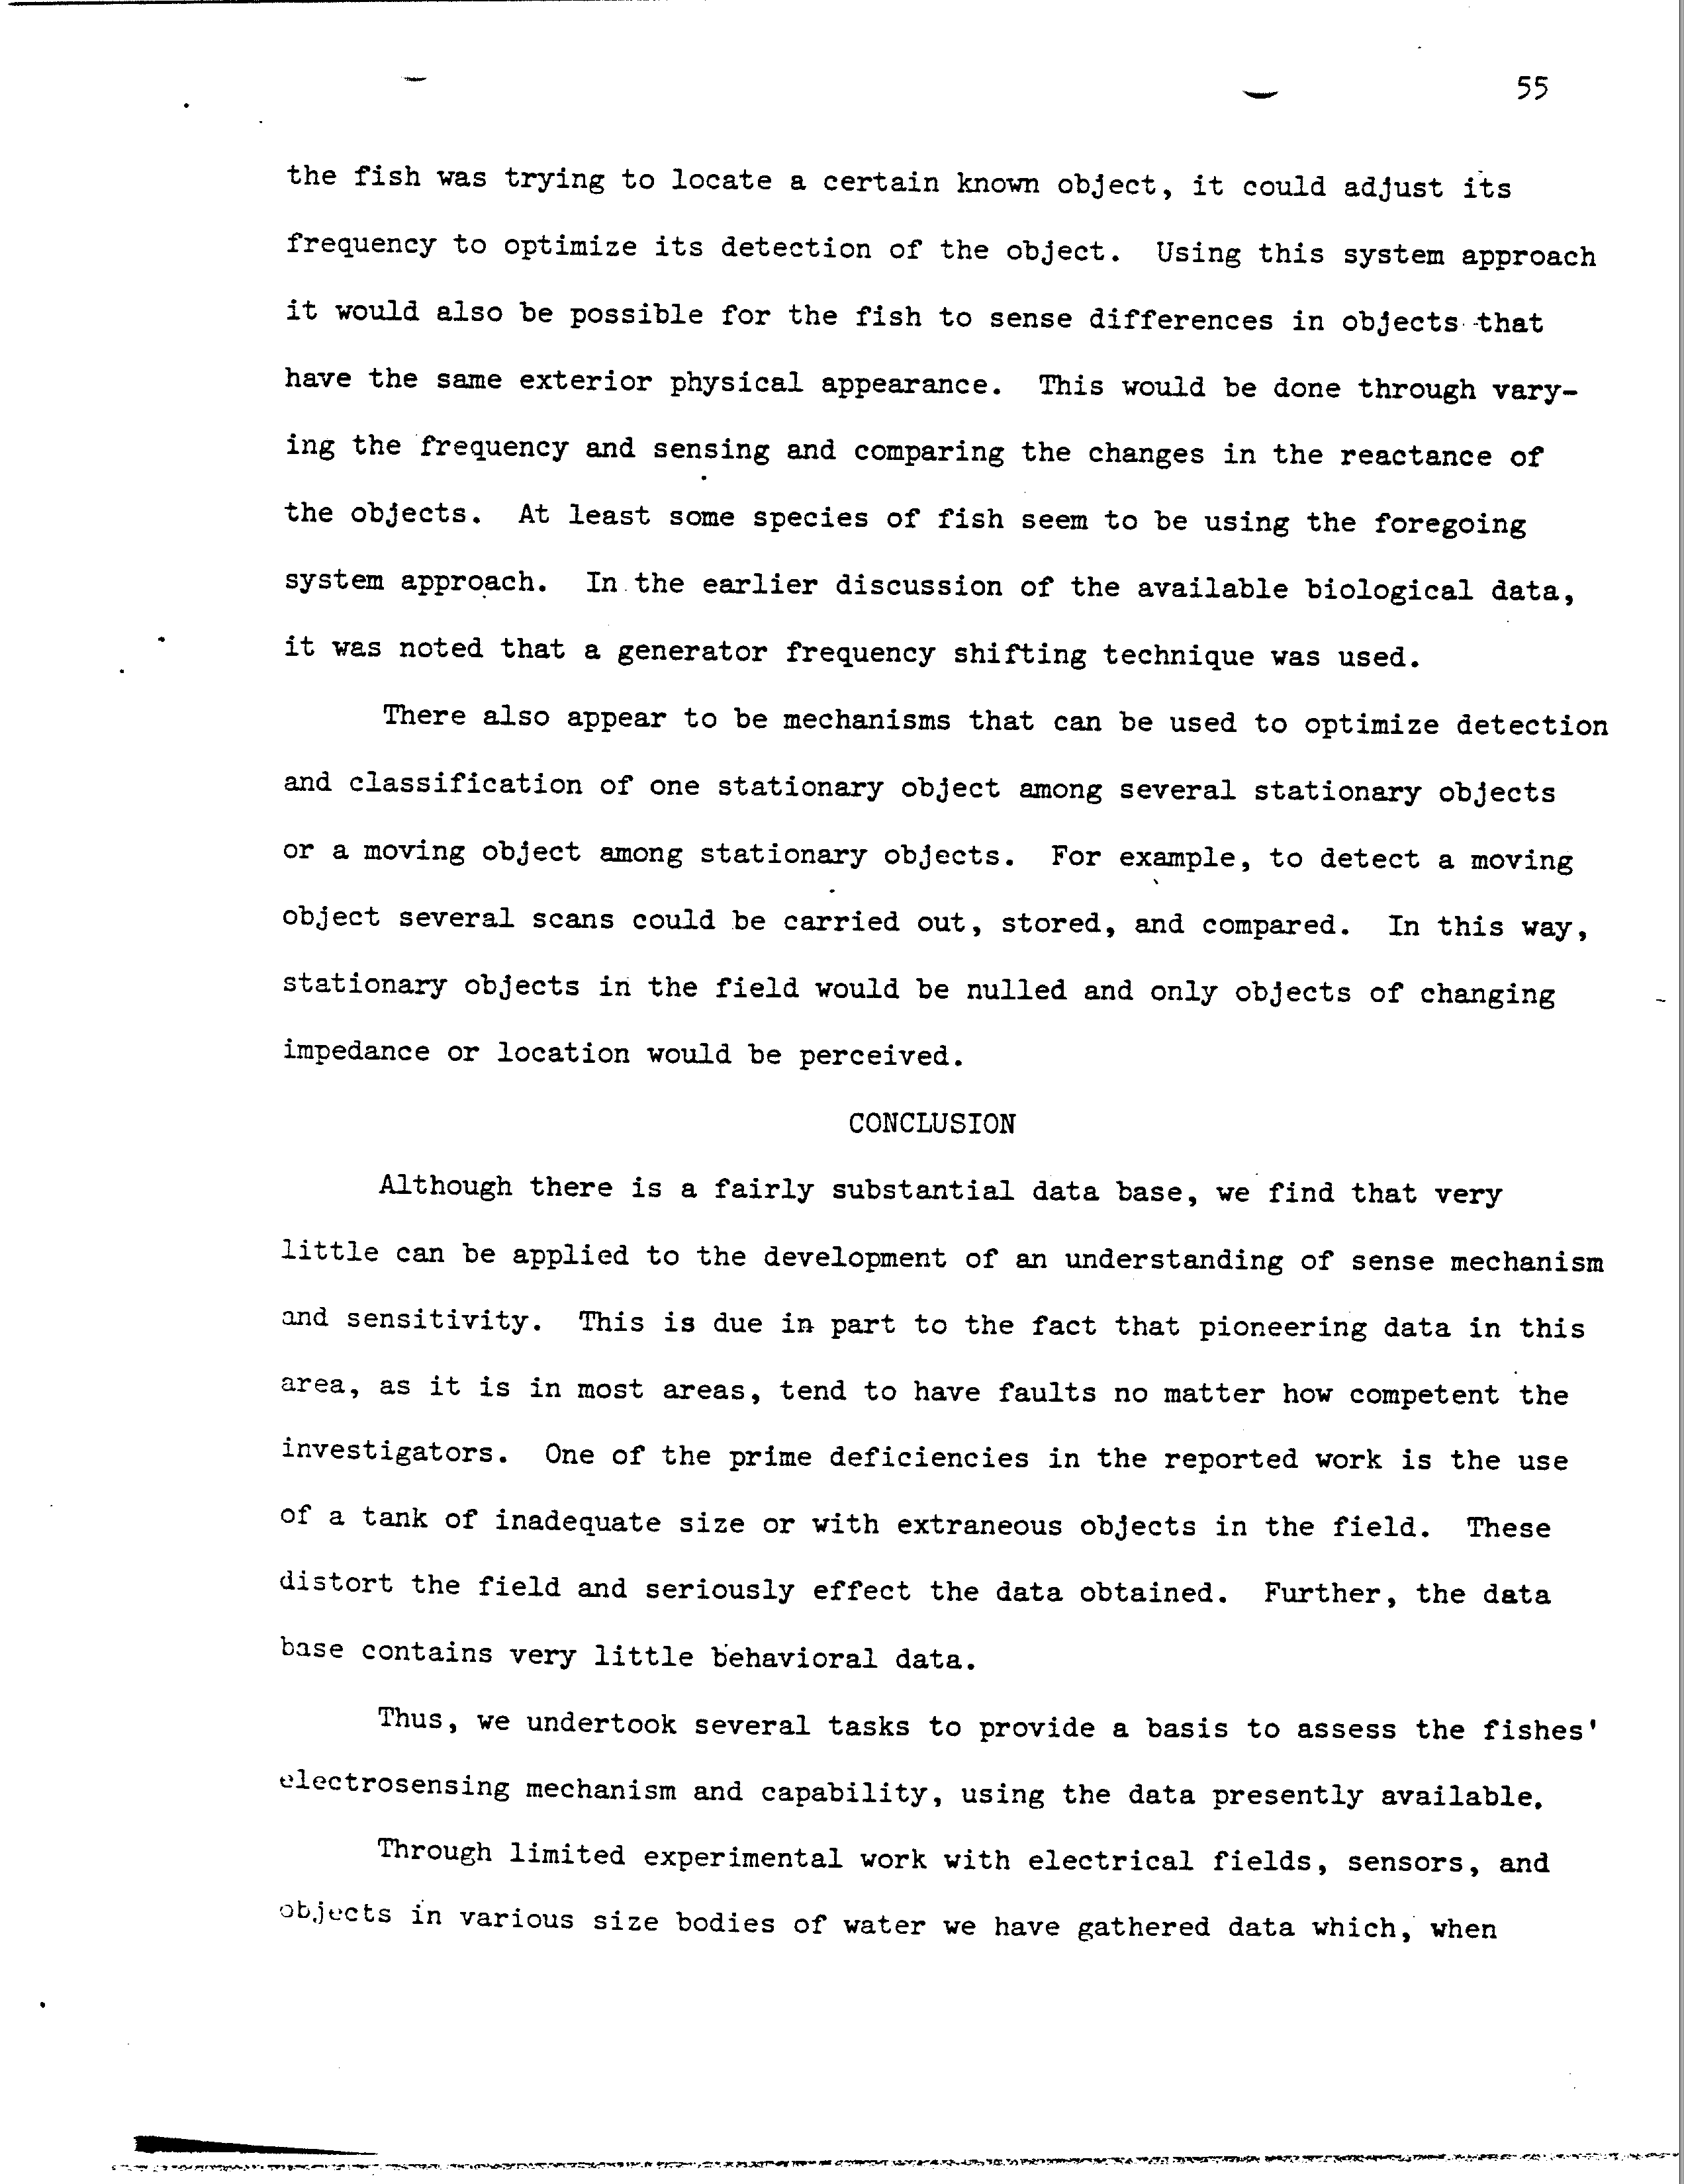 55
the fish was trying to locate a certain known object, it could adjust its
frequency to optimize its detection of the object. Using this system approach
it would also be possible for the fish to sense differences in objects that
have the same exterior physical appearance. This would be done through vary-
ing the frequency and sensing and comparing the changes in the reactance of
the objects. At least some species of fish seem to be using the foregoing
system approach. In the earlier discussion of the available biological data,
it was noted that a generator frequency shifting technique was used.
There also appear to be mechanisms that can be used to optimize detection
and classification of one stationary object among several stationary objects
or a moving object among stationary objects. For example, to detect a moving
object several scans could be carried out, stored, and compared. In this way,
stationary objects in the field would be nulled and only objects of changing
impedance or location would be perceived.
CONCLUSION
Although there is a fairly substantial data base, we find that very
little can be applied to the development of an understanding of sense mechanism
and sensitivity. This is due in part to the fact that pioneering data in this
area, as it is in most areas, tend to have faults no matter how competent the
investigators. One of the prime deficiencies in the reported work is the use
of a tank of inadequate size or with extraneous objects in the field. These
distort the field and seriously effect the data obtained. Further, the data
base contains very little behavioral data.
Thus, we undertook several tasks to provide a basis to assess the fishes'
electrosensing mechanism and capability, using the data presently available.
Through limited experimental work with electrical fields, sensors, and
objects in various size bodies of water we have gathered data which, when